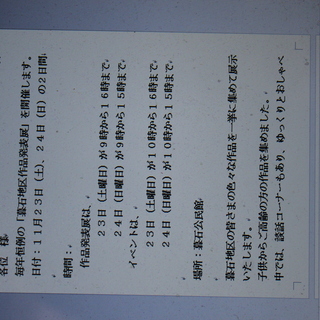 各位 様
毎年恒例の「墓石地区作品発表展」を開催します。
日付：11月23日（土）、24日（日）の2日間
時間：
作品発表展は、
23日（土曜日）が9時から16時まで
24日（日曜日）が9時から15時まで
イベントは、
23日（土曜日）が10時から16時まで
24日（日曜日）が10時から15時まで
場所：墓石公民館
墓石地区の皆さまの色々な作品を一挙に集めて展示
いたします。
子供からご高齢の方の作品を集めました。
中では、談話コーナーもあり、ゆっくりとおしゃべ